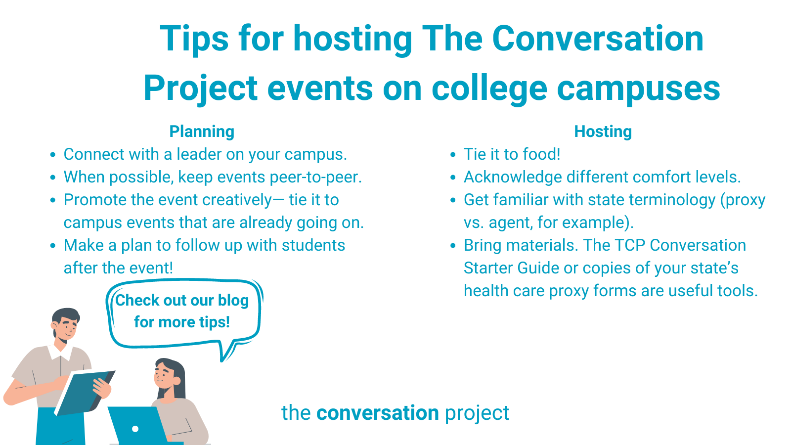 Tips for hosting The Conversation
Project events on college campuses
Planning
• Connect with a leader on your campus.
• When possible, keep events peer-to-peer.
• Promote the event creatively— tie it to
campus events that are already going on.
• Make a plan to follow up with students
after the event!
Check out our blog
for more tips!
Hosting
• Tie it to food!
• Acknowledge different comfort levels.
• Get familiar with state terminology (proxy
vs. agent, for example).
• Bring materials. The TCP Conversation
Starter Guide or copies of your state's
health care proxy forms are useful tools.
the conversation project